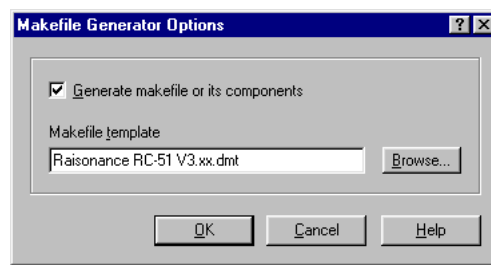 Makefile Generator Options
Generate makefile or its components
Makefile template
Raisonance RC-51 V3.xx.dmt
Browse...
OK
Cancel
Help